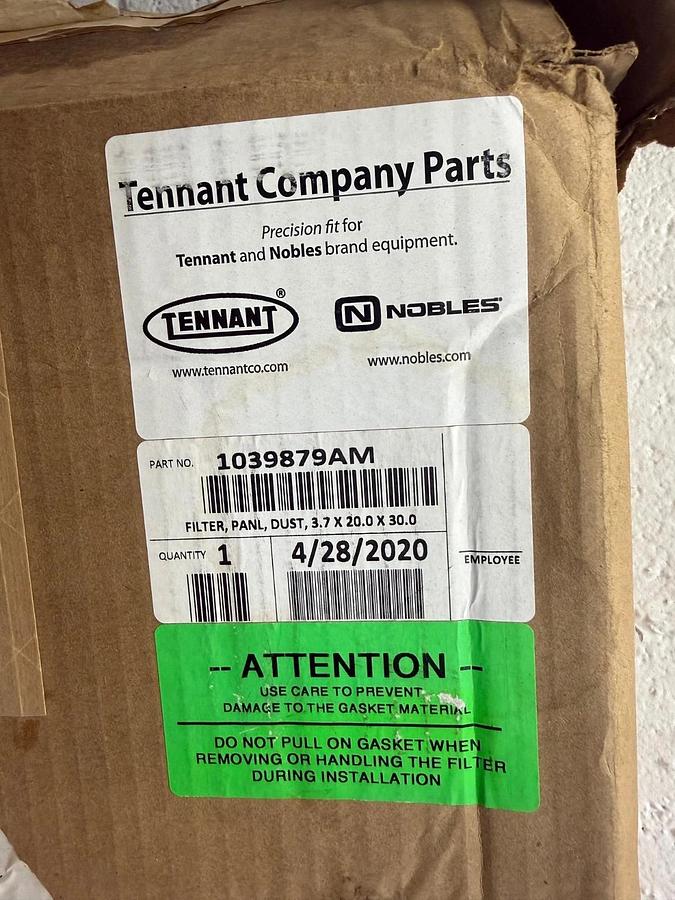 Tennant Company Parts
Precision fit for
Tennant and Nobles brand equipment.
TENNANT®
N NOBLES®
www.tennantco.com
www.nobles.com
PART NO. 1039879AM
FILTER, PANL, DUST, 3.7 X 20.0 X 30.0
QUANTITY 1 4/28/2020 EMPLOYEE
-- ATTENTION --
USE CARE TO PREVENT
DAMAGE TO THE GASKET MATERIAL
DO NOT PULL ON GASKET WHEN
REMOVING OR HANDLING THE FILTER
DURING INSTALLATION